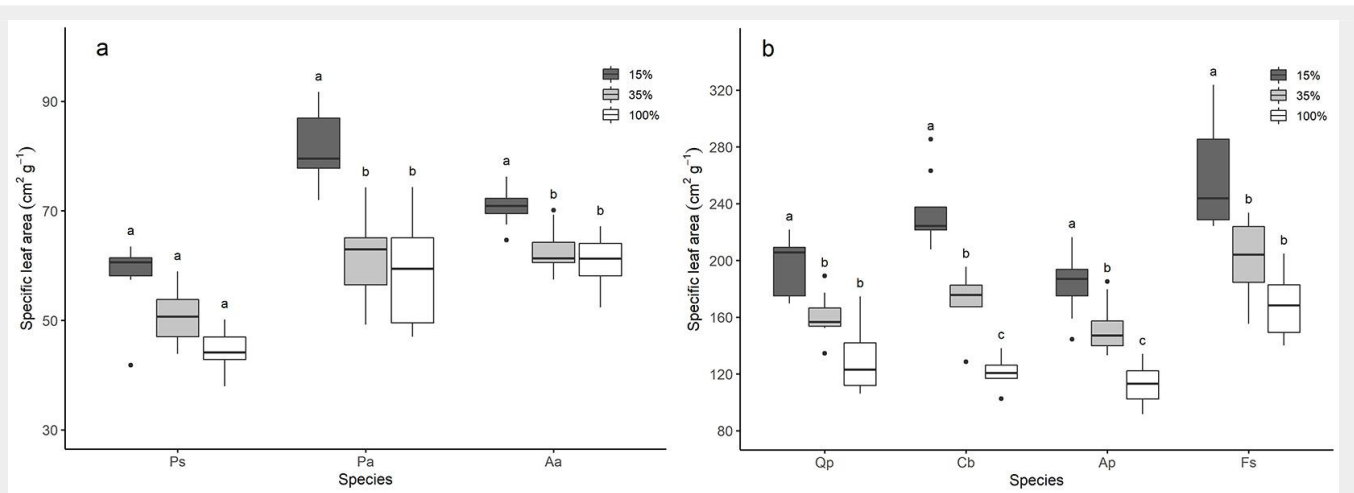 a
15%
35%
100%
Specific leaf area (cm² g⁻¹)
90
70
50
30
a
a
a
a
b
b
a
b
b
Ps
Pa
Aa
Species
b
15%
35%
100%
Specific leaf area (cm² g⁻¹)
320
280
240
200
160
120
80
a
b
b
a
b
c
a
b
c
a
b
b
Qp
Cb
Ap
Fs
Species